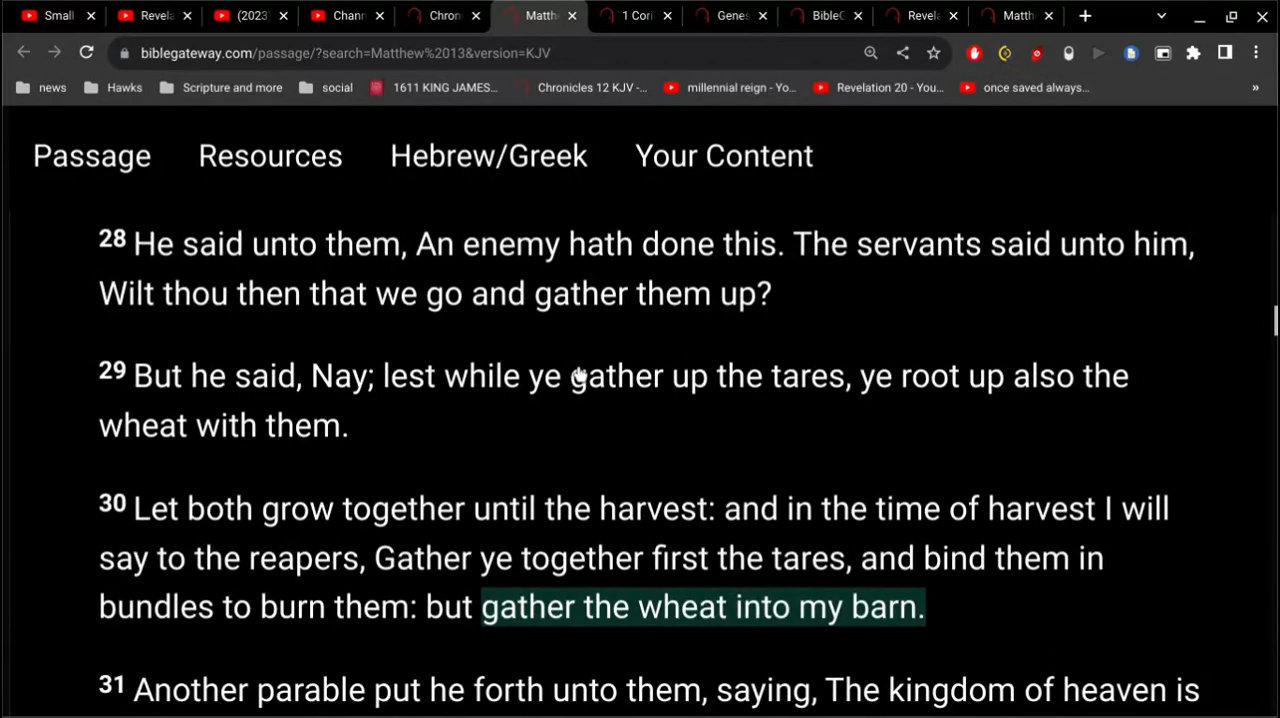 Small Revela (2023) Chann Chron Matth 1 Cori Genes BibleG Revela Matth
biblegateway.com/passage/?search=Matthew%2013&version=KJV
news Hawks Scripture and more social 1611 KING JAMES... Chronicles 12 KJV -... millennial reign - Yo... Revelation 20 - You... once saved always... »
Passage Resources Hebrew/Greek Your Content
28 He said unto them, An enemy hath done this. The servants said unto him,
Wilt thou then that we go and gather them up?
29 But he said, Nay; lest while ye gather up the tares, ye root up also the
wheat with them.
30 Let both grow together until the harvest: and in the time of harvest I will
say to the reapers, Gather ye together first the tares, and bind them in
bundles to burn them: but gather the wheat into my barn.
31 Another parable put he forth unto them, saying, The kingdom of heaven is